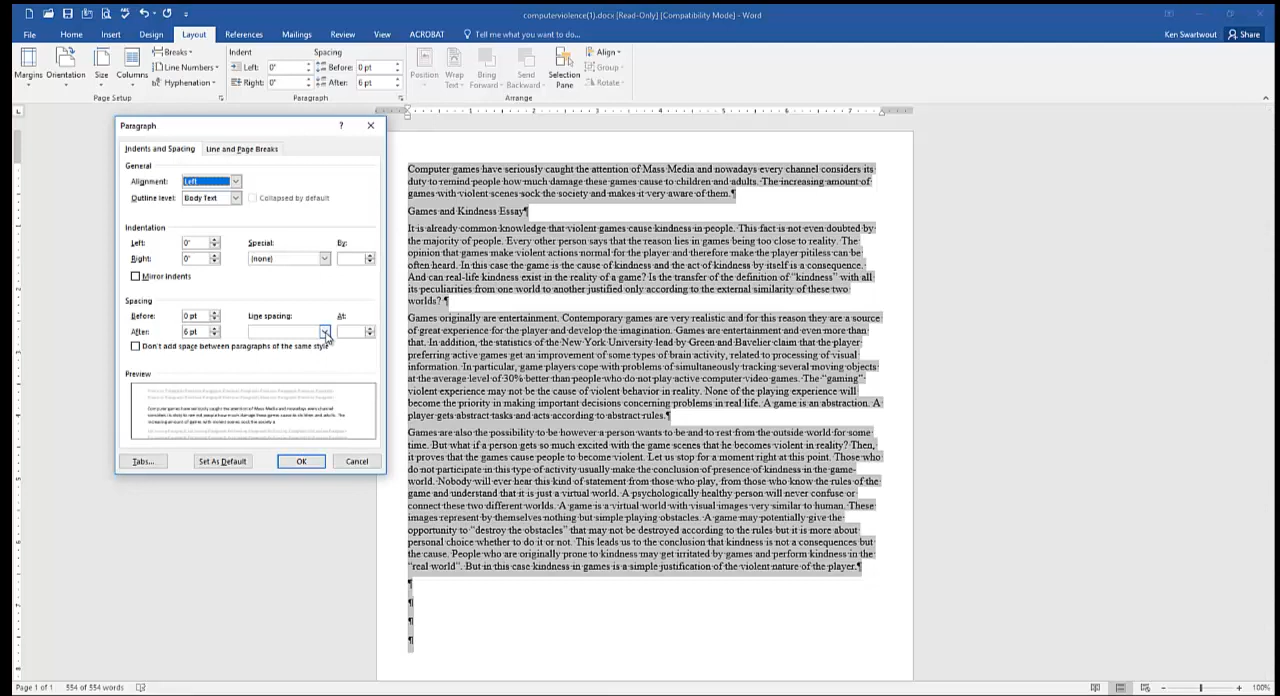 computerviolence(1).docx [Read-Only] [Compatibility Mode] - Word
File Home Insert Design Layout References Mailings Review View ACROBAT Tell me what you want to do... Ken Swartwout Share
Breaks Indent Spacing Align
Line Numbers Left: 0" Before: 0 pt Group
Hyphenation Right: 0" After: 6 pt Rotate
Margins Orientation Size Columns Position Wrap Text Bring Forward Send Backward Selection Pane
Page Setup Paragraph Arrange
Paragraph ? ×
Indents and Spacing Line and Page Breaks
General
Alignment: Left
Outline level: Body Text Collapsed by default
Indentation
Left: 0" Special: By:
Right: 0" (none)
Mirror indents
Spacing
Before: 0 pt Line spacing: At:
After: 6 pt
Don't add space between paragraphs of the same style
Preview
Tabs... Set As Default OK Cancel
1 2 3 4 5 6 7
Computer games have seriously caught the attention of Mass Media and nowadays every channel considers its
duty to remind people how much damage these games cause to children and adults. The increasing amount of
games with violent scenes sock the society and makes it very aware of them.¶
Games and Kindness Essay¶
It is already common knowledge that violent games cause kindness in people. This fact is not even doubted by
the majority of people. Every other person says that the reason lies in games being too close to reality. The
opinion that games make violent actions normal for the player and therefore make the player pitiless can be
often heard. In this case the game is the cause of kindness and the act of kindness by itself is a consequence.
And can real-life kindness exist in the reality of a game? Is the transfer of the definition of "kindness" with all
its peculiarities from one world to another justified only according to the external similarity of these two
worlds? ¶
Games originally are entertainment. Contemporary games are very realistic and for this reason they are a source
of great experience for the player and develop the imagination. Games are entertainment and even more than
that. In addition, the statistics of the New York University lead by Green and Bavelier claim that the player
preferring active games get an improvement of some types of brain activity, related to processing of visual
information. In particular, game players cope with problems of simultaneously tracking several moving objects
at the average level of 30% better than people who do not play active computer video games. The "gaming"
violent experience may not be the cause of violent behavior in reality. None of the playing experience will
become the priority in making important decisions concerning problems in real life. A game is an abstraction. A
player gets abstract tasks and acts according to abstract rules.¶
Games are also the possibility to be however a person wants to be and to rest from the outside world for some
time. But what if a person gets so much excited with the game scenes that he becomes violent in reality? Then,
it proves that the games cause people to become violent. Let us stop for a moment right at this point. Those who
do not participate in this type of activity usually make the conclusion of presence of kindness in the game-
world. Nobody will ever hear this kind of statement from those who play, from those who know the rules of the
game and understand that it is just a virtual world. A psychologically healthy person will never confuse or
connect these two different worlds. A game is a virtual world with visual images very similar to human. These
images represent by themselves nothing but simple playing obstacles. A game may potentially give the
opportunity to "destroy the obstacles" that may not be destroyed according to the rules but it is more about
personal choice whether to do it or not. This leads us to the conclusion that kindness is not a consequences but
the cause. People who are originally prone to kindness may get irritated by games and perform kindness in the
"real world". But in this case kindness in games is a simple justification of the violent nature of the player.¶
¶
¶
¶
¶
Page 1 of 1 554 of 554 words 100%